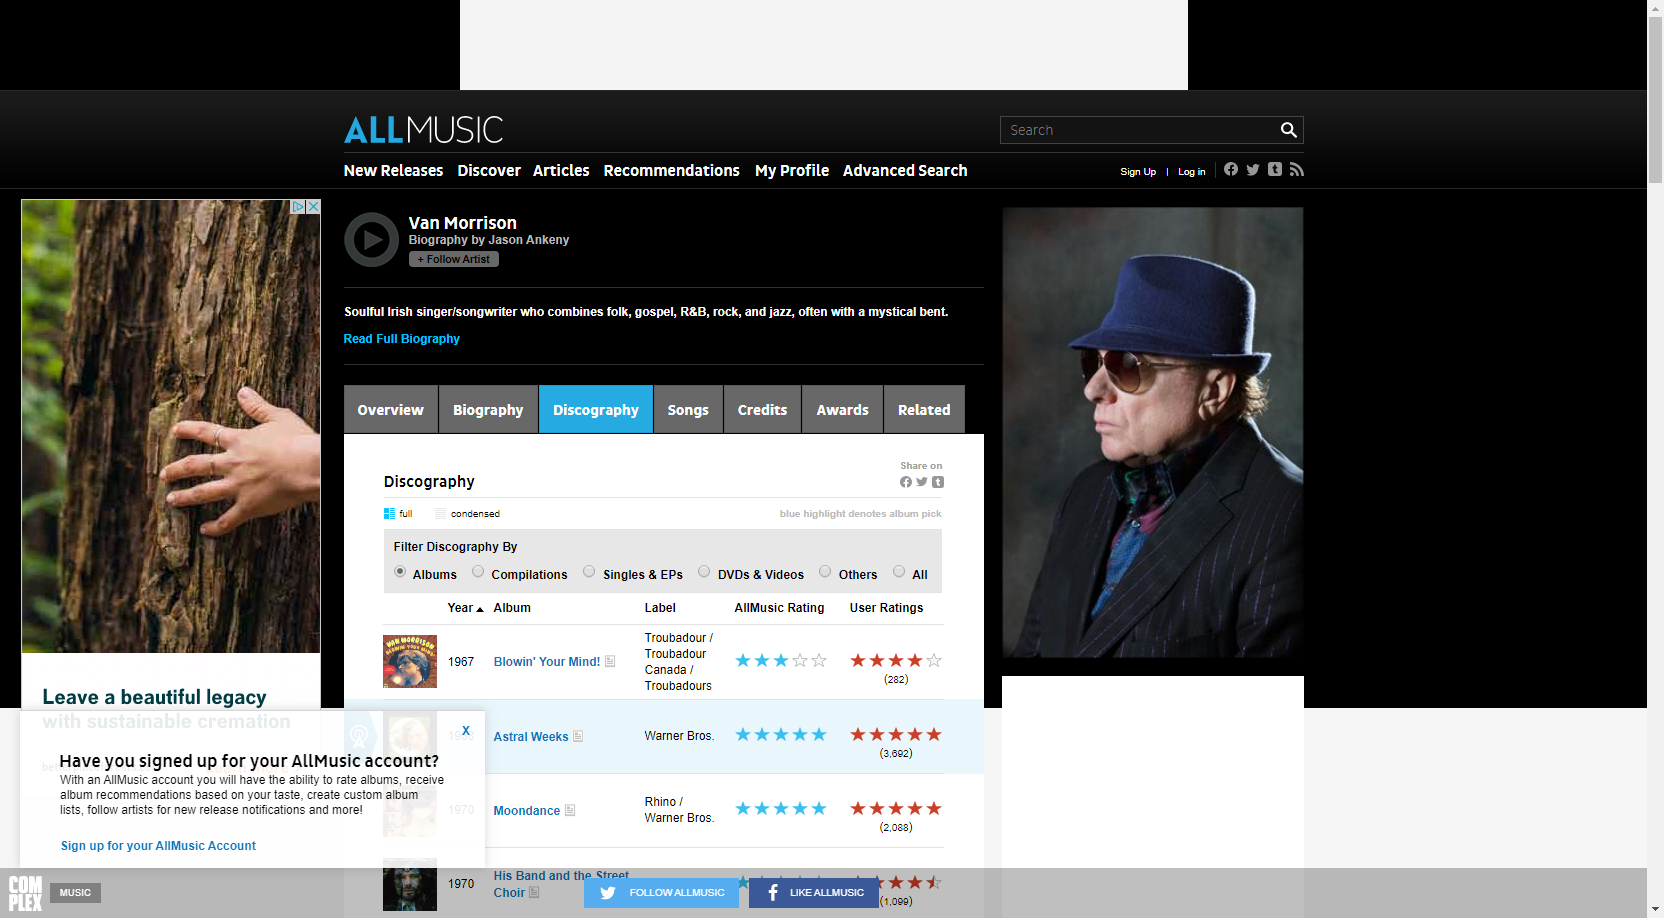 ALLMUSIC
Search
New Releases Discover Articles Recommendations My Profile Advanced Search
Sign Up | Log in
Van Morrison
Biography by Jason Ankeny
+ Follow Artist
Soulful Irish singer/songwriter who combines folk, gospel, R&B, rock, and jazz, often with a mystical bent.
Read Full Biography
Overview Biography Discography Songs Credits Awards Related
Share on
Discography
full condensed
blue highlight denotes album pick
Filter Discography By
Albums Compilations Singles & EPs DVDs & Videos Others All
Year Album Label AllMusic Rating User Ratings
VAN MORRISON
BLOWIN' YOUR MIND!
1967 Blowin' Your Mind!
Troubadour /
Troubadour
Canada /
Troubadours
(282)
Leave a beautiful legacy
with sustainable cremation
1968 Astral Weeks Warner Bros.
(3,692)
X
Have you signed up for your AllMusic account?
With an AllMusic account you will have the ability to rate albums, receive
album recommendations based on your taste, create custom album
lists, follow artists for new release notifications and more!
Sign up for your AllMusic Account
1970 Moondance
Rhino /
Warner Bros.
(2,088)
1970 His Band and the Street
Choir
(1,099)
COMPLEX
MUSIC
FOLLOW ALLMUSIC
LIKE ALLMUSIC